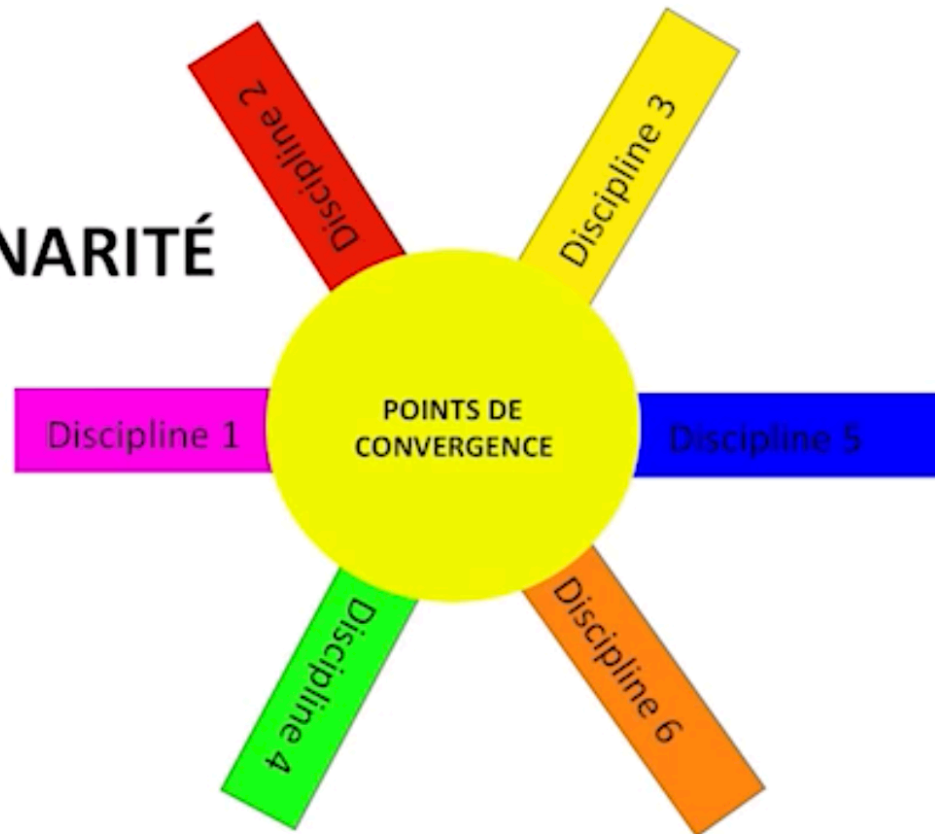 Discipline 2
Discipline 3
NARITÉ
Discipline 1
POINTS DE
CONVERGENCE
Discipline 5
Discipline 4
Discipline 6